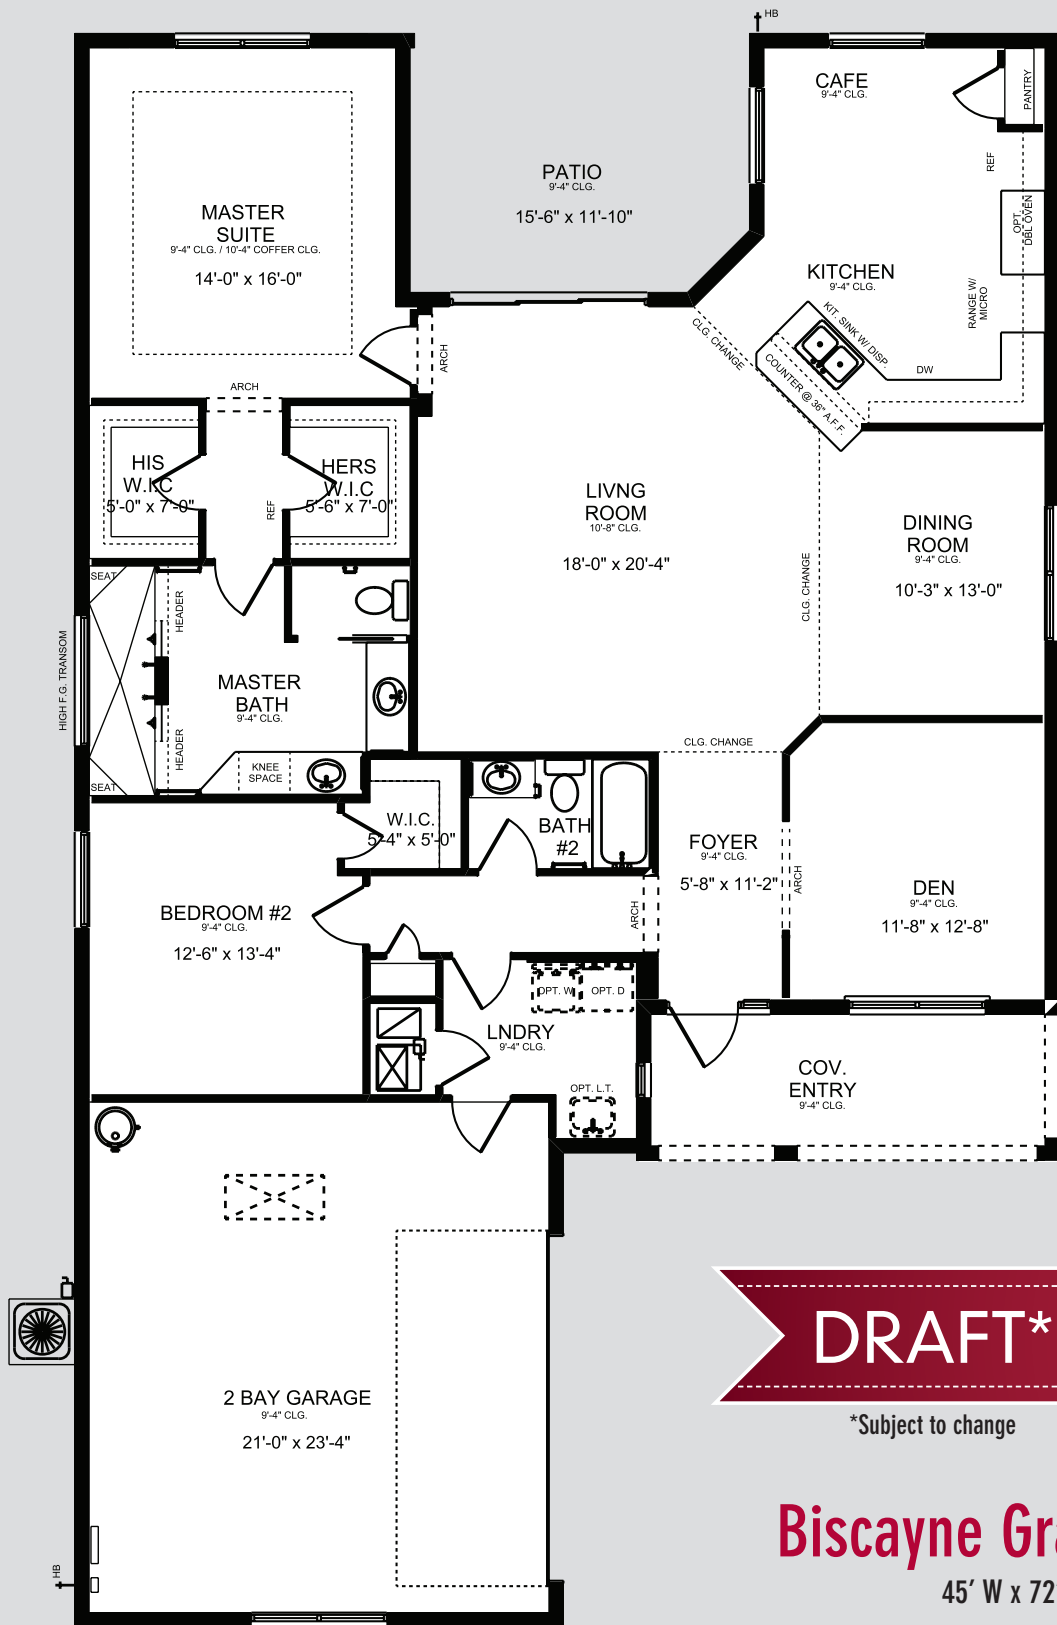 HB
CAFE
9'-4" CLG.
PANTRY
REF
OPT.
DBL OVEN
PATIO
9'-4" CLG.
15'-6" x 11'-10"
MASTER
SUITE
9'-4" CLG. / 10'-4" COFFER CLG.
14'-0" x 16'-0"
KITCHEN
9'-4" CLG.
RANGE W/
MICRO
KIT. SINK W/ DISP.
COUNTER @ 36" A.F.F.
DW
CLG. CHANGE
ARCH
ARCH
HIS
W.I.C
5'-0" x 7'-0"
REF
HERS
W.I.C
5'-6" x 7'-0"
LIVNG
ROOM
10'-8" CLG.
18'-0" x 20'-4"
DINING
ROOM
9'-4" CLG.
10'-3" x 13'-0"
CLG. CHANGE
SEAT
HEADER
HIGH F.G. TRANSOM
MASTER
BATH
9'-4" CLG.
HEADER
SEAT
KNEE
SPACE
CLG. CHANGE
W.I.C.
5'-4" x 5'-0"
BATH
#2
FOYER
9'-4" CLG.
5'-8" x 11'-2"
ARCH
ARCH
DEN
9"-4" CLG.
11'-8" x 12'-8"
BEDROOM #2
9'-4" CLG.
12'-6" x 13'-4"
OPT. W
OPT. D
LNDRY
9'-4" CLG.
OPT. L.T.
COV.
ENTRY
9'-4" CLG.
2 BAY GARAGE
9'-4" CLG.
21'-0" x 23'-4"
HB
DRAFT*
*Subject to change
Biscayne Gra
45' W x 72